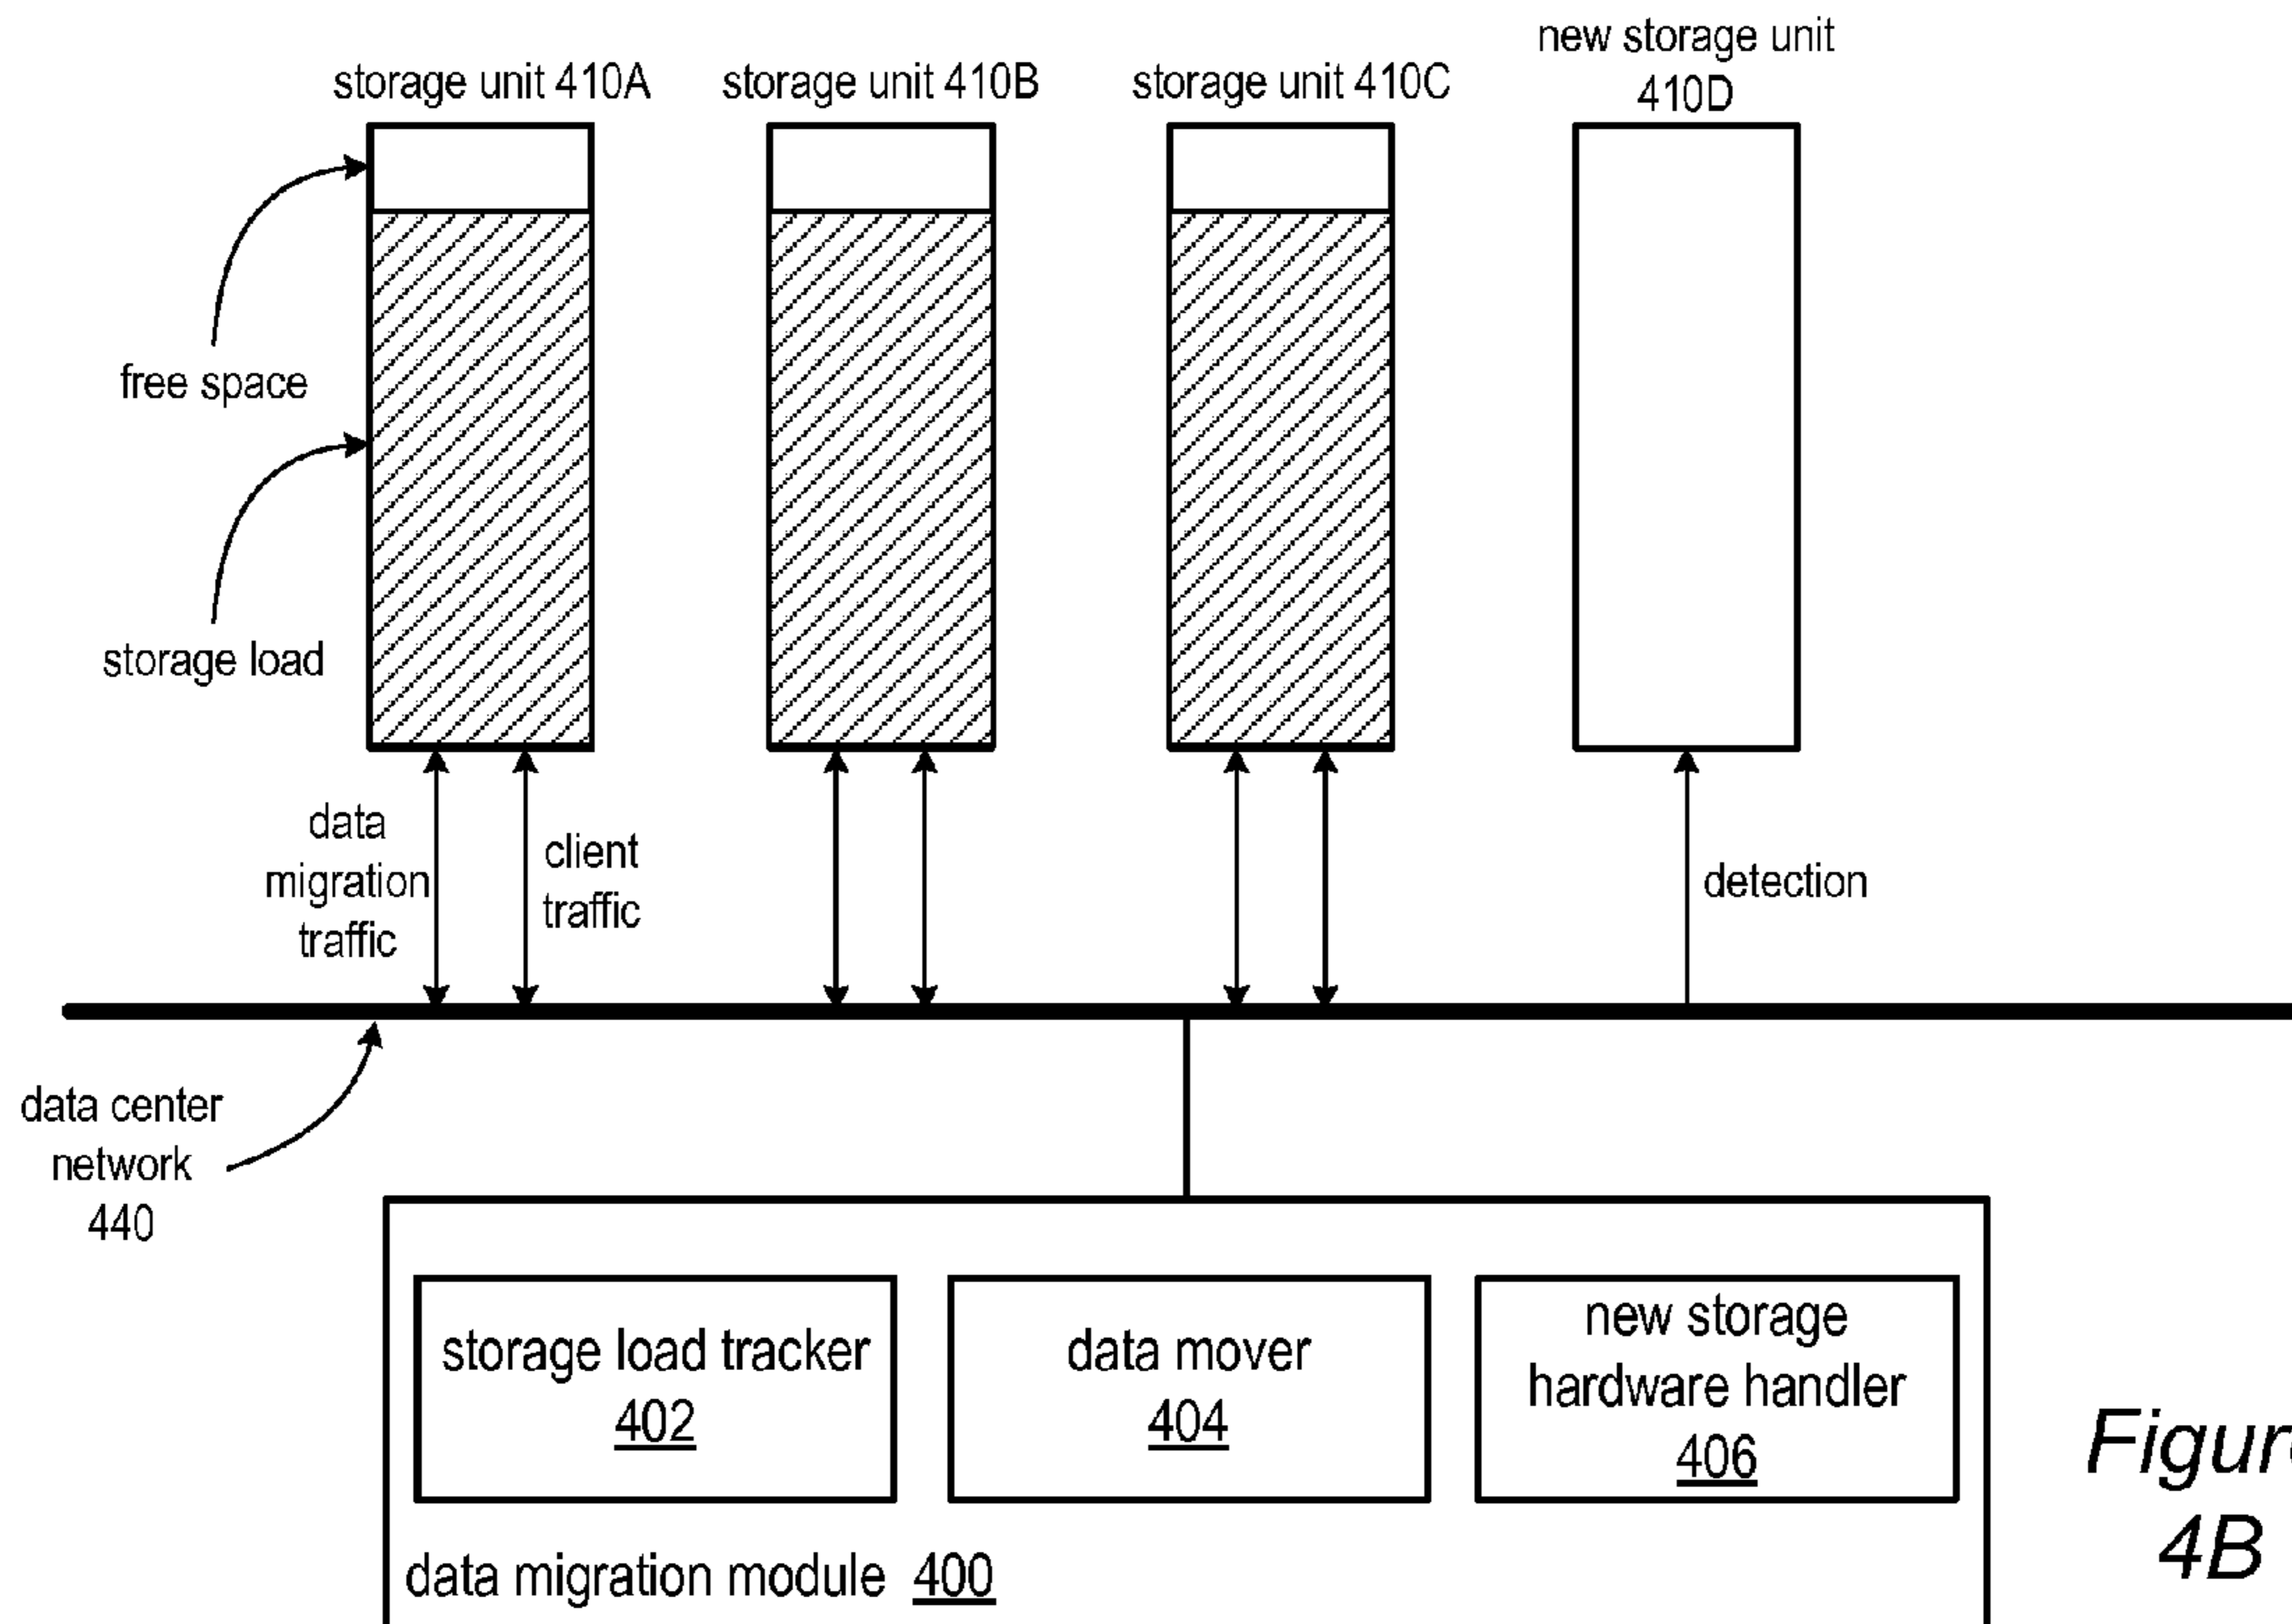 new storage unit
410D
storage unit 410A
storage unit 410B
storage unit 410C
free space
storage load
data
migration
traffic
client
traffic
detection
data center
network
440
storage load tracker
402
data mover
404
new storage
hardware handler
406
data migration module 400
Figure
4B